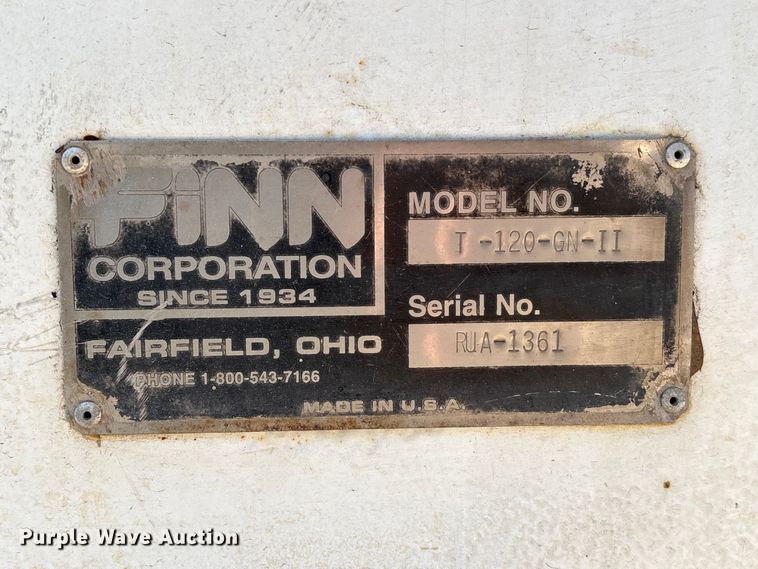 FiNN
CORPORATION
SINCE 1934
FAIRFIELD, OHIO
PHONE 1-800-543-7166
MODEL NO.
T-120-GN-II
Serial No.
RUA-1361
MADE IN U.S.A.
Purple Wave Auction